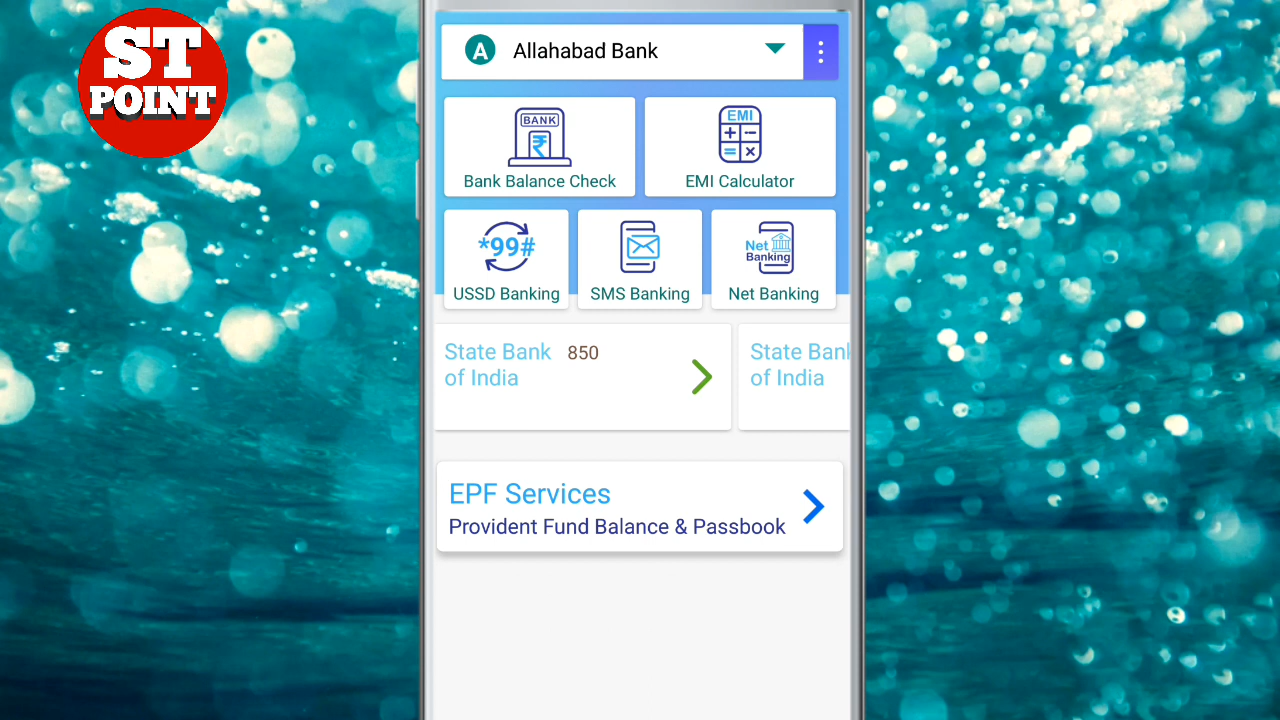 ST
POINT
A Allahabad Bank
BANK
₹
Bank Balance Check
EMI
EMI Calculator
*99#
USSD Banking
SMS Banking
Net
Banking
Net Banking
State Bank 850
of India
State Bank
of India
EPF Services
Provident Fund Balance & Passbook